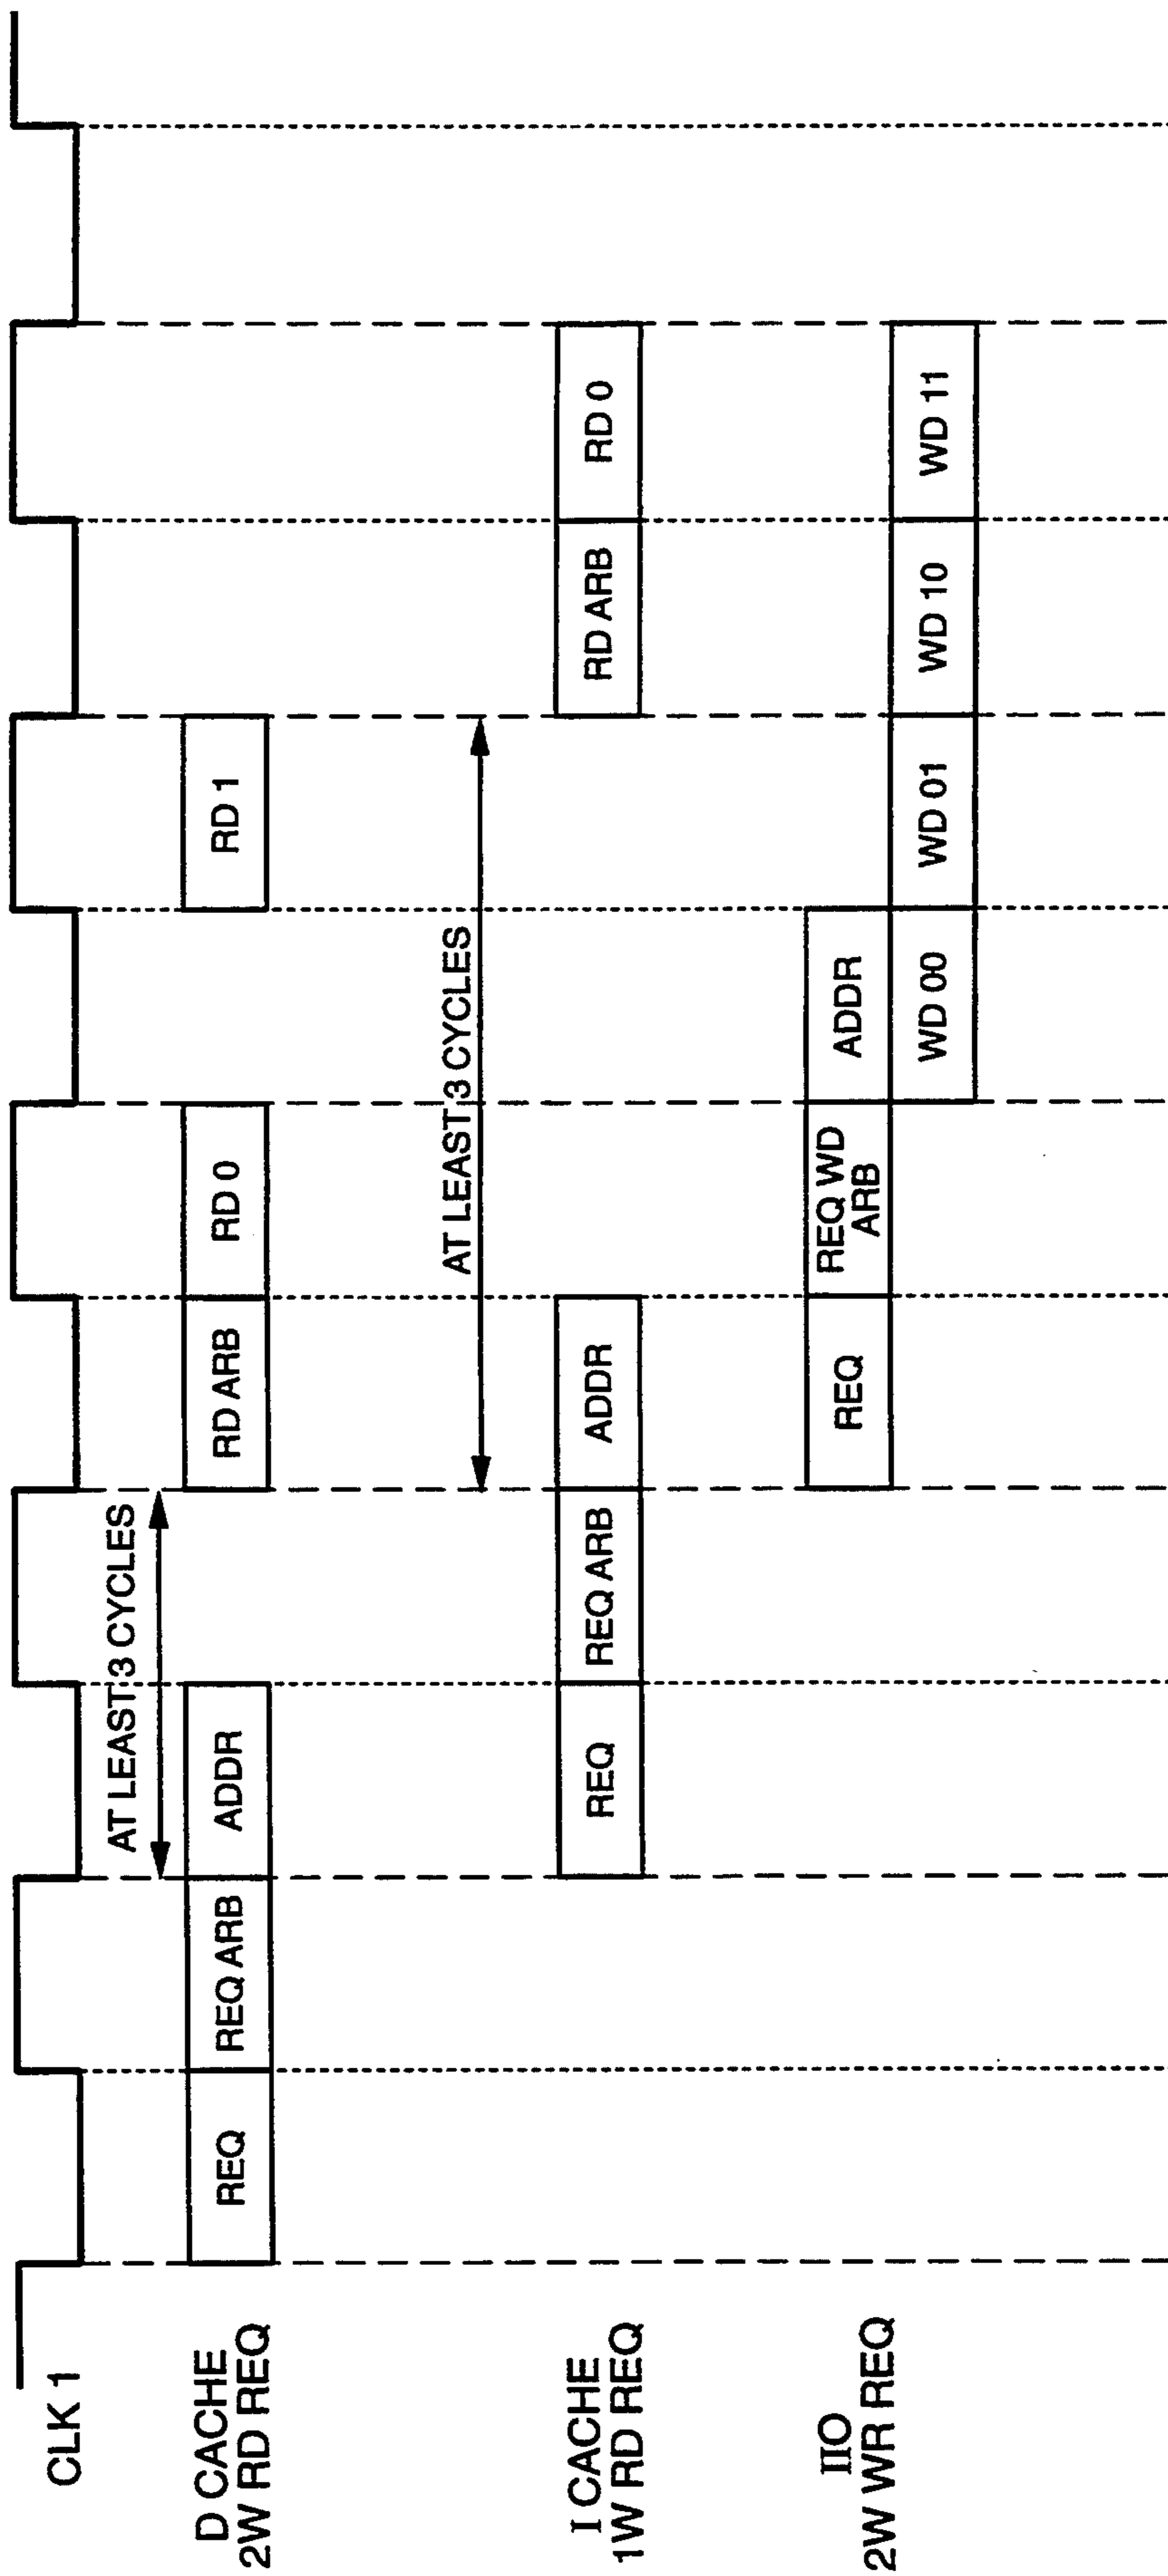 CLK 1
D CACHE
2W RD REQ
REQ
REQ ARB
ADDR
AT LEAST 3 CYCLES
RD ARB
RD 0
RD 1
I CACHE
1W RD REQ
REQ
REQ ARB
ADDR
AT LEAST 3 CYCLES
RD ARB
RD 0
IIO
2W WR REQ
REQ
REQ WD
ARB
ADDR
WD 00
WD 01
WD 10
WD 11